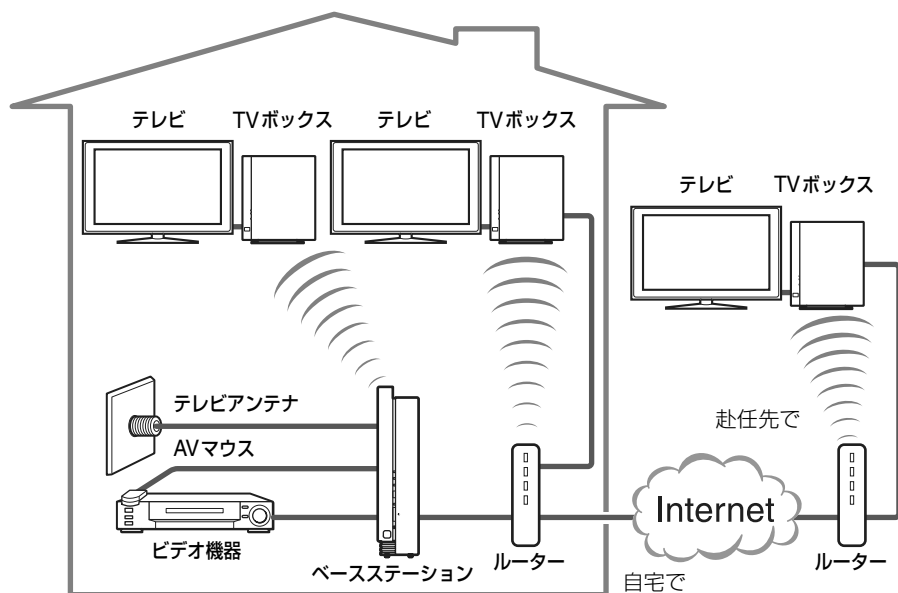 テレビ
TVボックス
テレビ
TVボックス
テレビ
TVボックス
テレビアンテナ
AVマウス
ビデオ機器
ベースステーション
ルーター
赴任先で
Internet
自宅で
ルーター